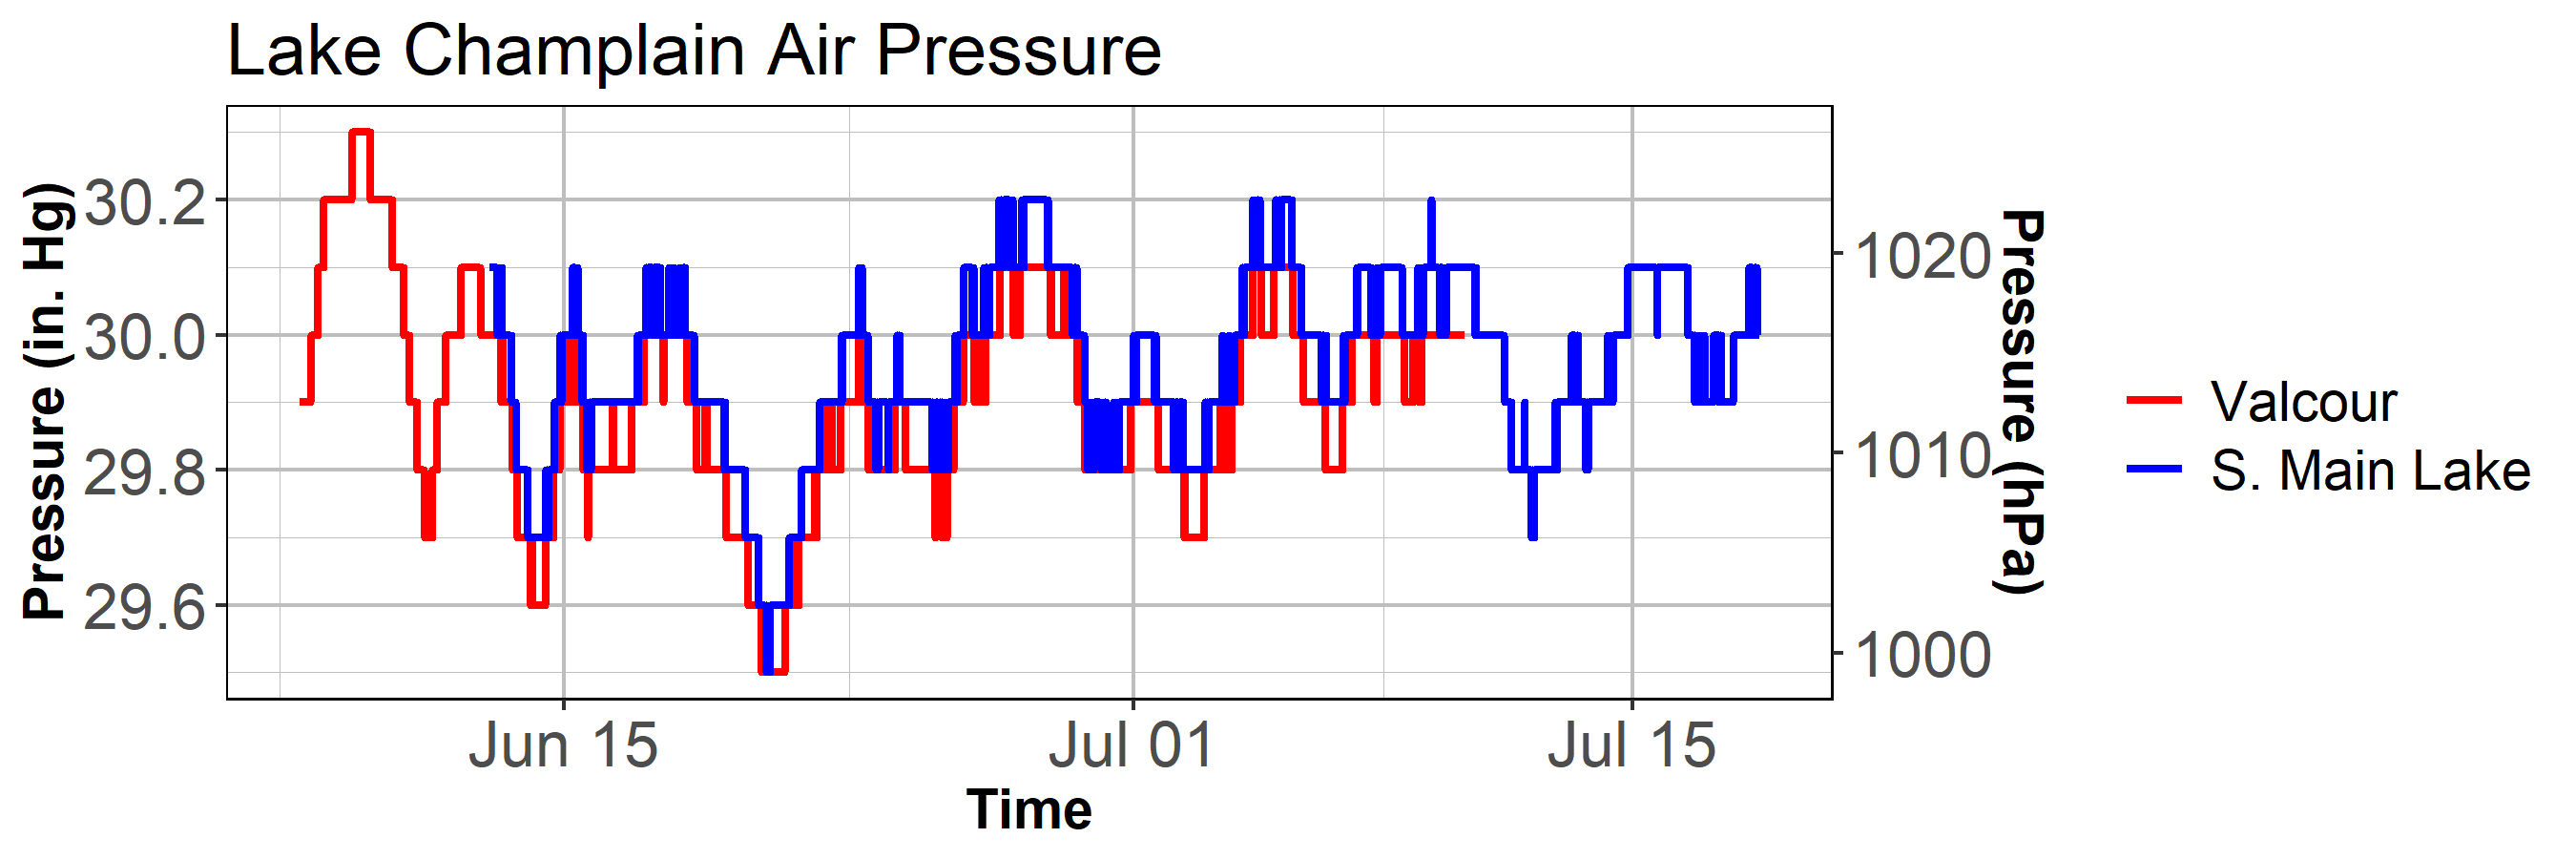 Lake Champlain Air Pressure
Pressure (in. Hg)
30.2
30.0
29.8
29.6
1020
1010
1000
Pressure (hPa)
Jun 15
Jul 01
Jul 15
Time
Valcour
S. Main Lake